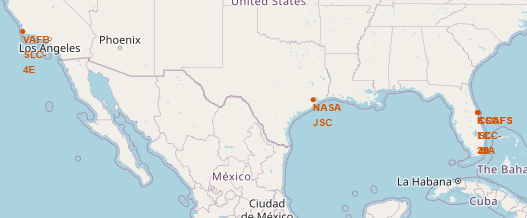 United States
VAFB
Los Angeles
SLC-
4E
Phoenix
NASA
JSC
México
Ciudad
de México
La Habana
The Baha
Cuba